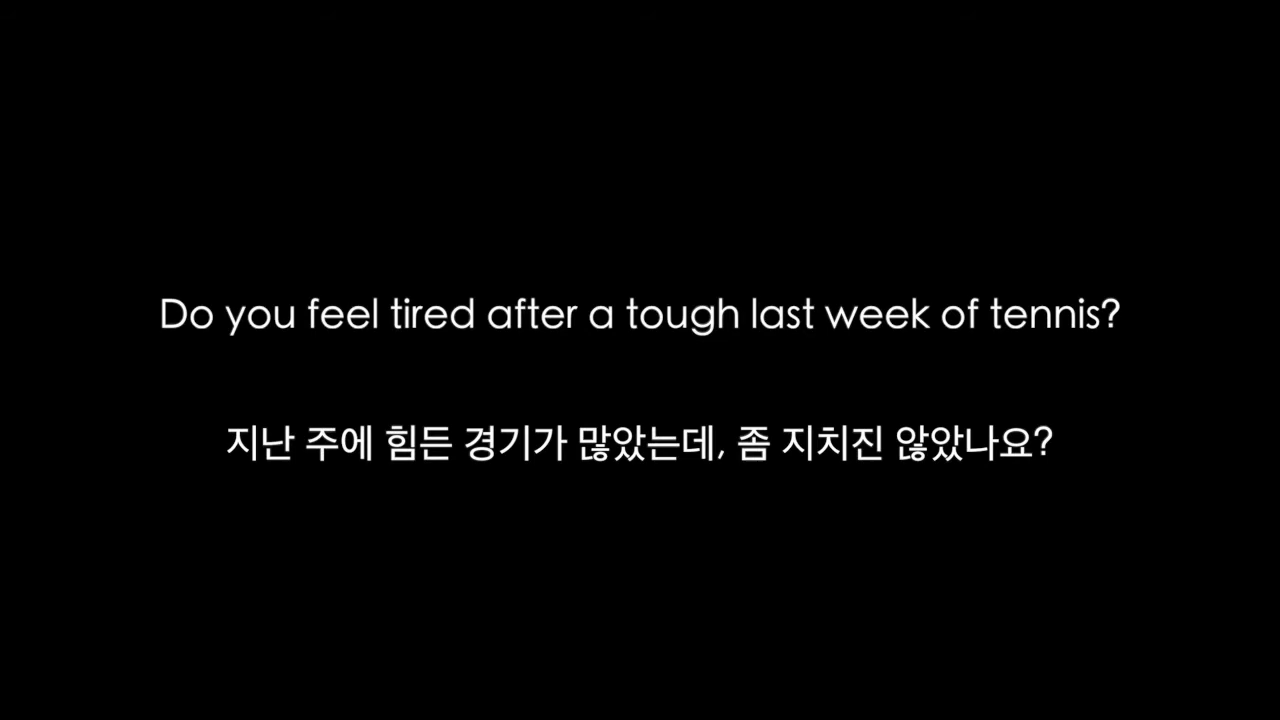 Do you feel tired after a tough last week of tennis?
지난 주에 힘든 경기가 많았는데, 좀 지치진 않았나요?